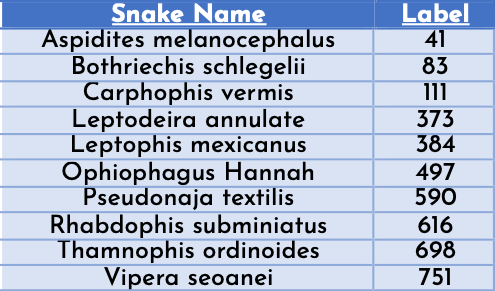 Snake Name Label
Aspidites melanocephalus 41
Bothriechis schlegelii 83
Carphophis vermis 111
Leptodeira annulate 373
Leptophis mexicanus 384
Ophiophagus Hannah 497
Pseudonaja textilis 590
Rhabdophis subminiatus 616
Thamnophis ordinoides 698
Vipera seoanei 751